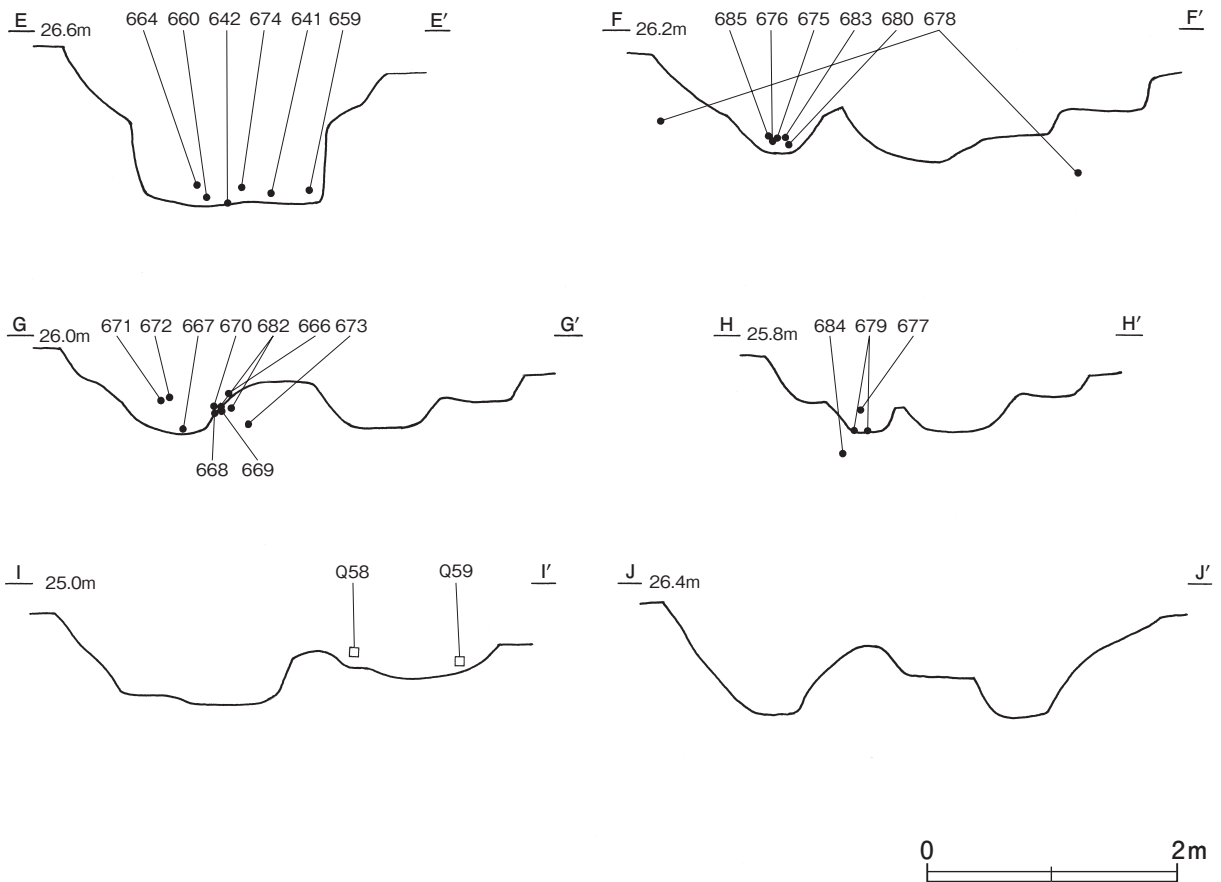 E 26.6m 664 660 642 674 641 659 E′
F 26.2m 685 676 675 683 680 678 F′
G 26.0m 671 672 667 670 682 666 673 G′
668 669
H 25.8m 684 679 677 H′
I 25.0m Q58 Q59 I′
J 26.4m J′
0 2m